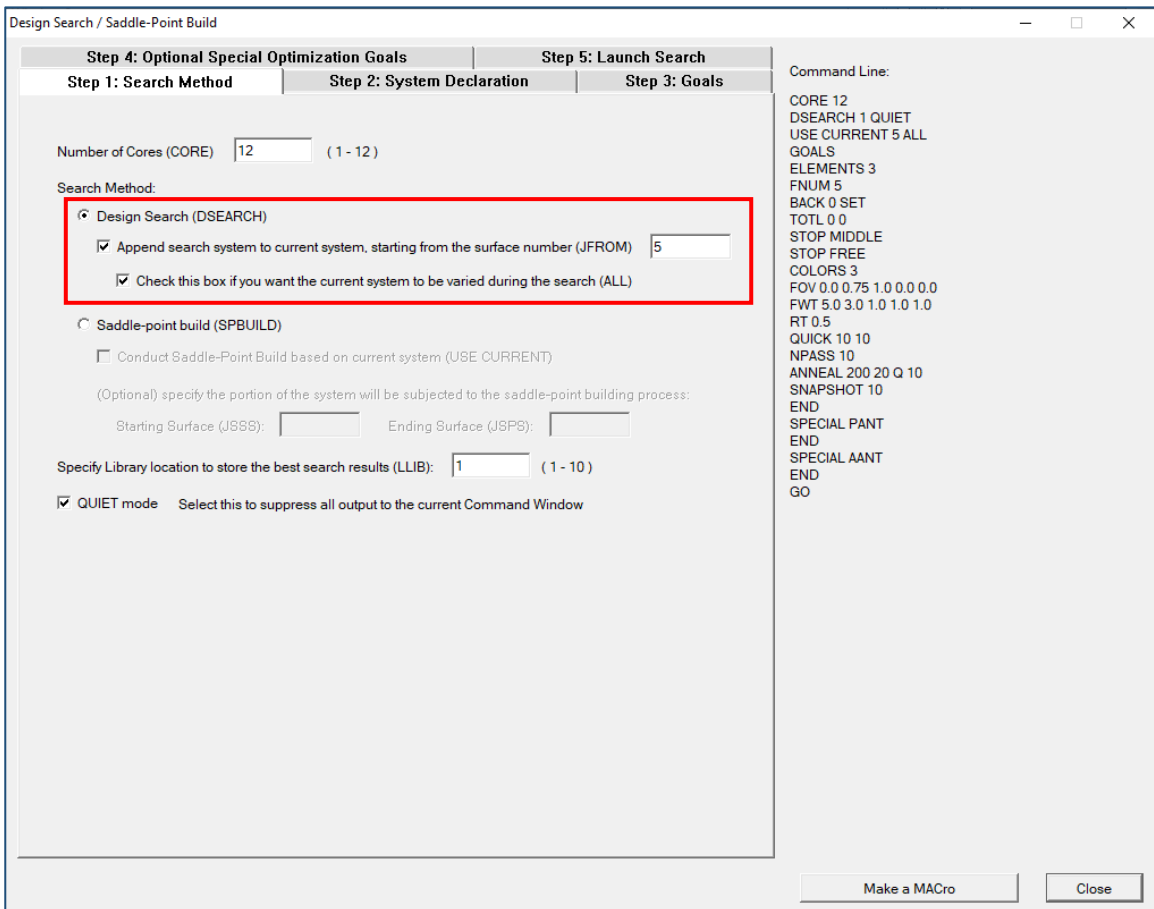 Design Search / Saddle-Point Build
Step 4: Optional Special Optimization Goals
Step 5: Launch Search
Step 1: Search Method
Step 2: System Declaration
Step 3: Goals
Number of Cores (CORE) 12 ( 1 - 12 )
Search Method:
Design Search (DSEARCH)
Append search system to current system, starting from the surface number (JFROM) 5
Check this box if you want the current system to be varied during the search (ALL)
Saddle-point build (SPBUILD)
Conduct Saddle-Point Build based on current system (USE CURRENT)
(Optional) specify the portion of the system will be subjected to the saddle-point building process:
Starting Surface (JSSS): Ending Surface (JSPS):
Specify Library location to store the best search results (LLIB): 1 ( 1 - 10 )
QUIET mode Select this to suppress all output to the current Command Window
Command Line:
CORE 12
DSEARCH 1 QUIET
USE CURRENT 5 ALL
GOALS
ELEMENTS 3
FNUM 5
BACK 0 SET
TOTL 0 0
STOP MIDDLE
STOP FREE
COLORS 3
FOV 0.0 0.75 1.0 0.0 0.0
FWT 5.0 3.0 1.0 1.0 1.0
RT 0.5
QUICK 10 10
NPASS 10
ANNEAL 200 20 Q 10
SNAPSHOT 10
END
SPECIAL PANT
END
SPECIAL AANT
END
GO
Make a MACro
Close